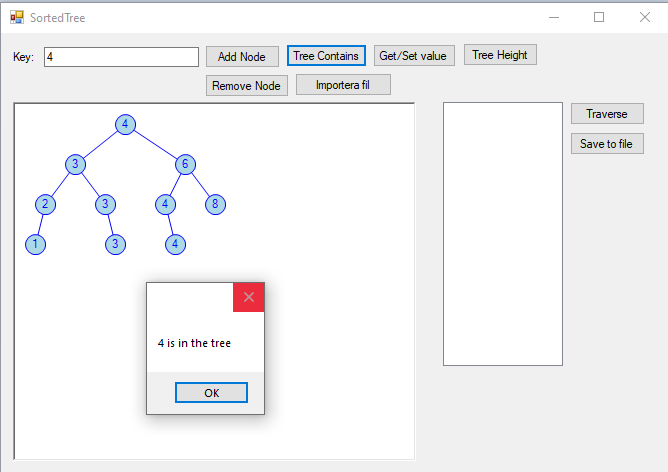 SortedTree
Key: 4 Add Node Tree Contains Get/Set value Tree Height
Remove Node Importera fil
Traverse
Save to file
4
3 6
2 3 4 8
1 3 4
4 is in the tree
OK